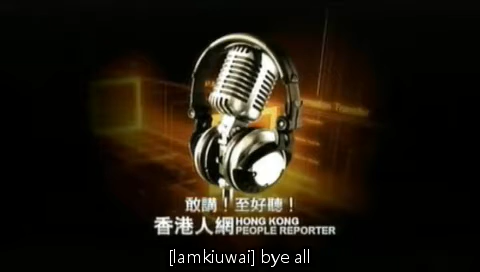 敢講！至好聽！
香港人網 HONG KONG
PEOPLE REPORTER
[lamkiuwai] bye all